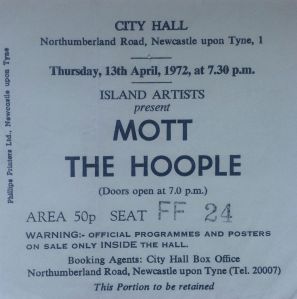 CITY HALL
Northumberland Road, Newcastle upon Tyne, 1
Thursday, 13th April, 1972, at 7.30 p.m.
ISLAND ARTISTS
present
MOTT
THE HOOPLE
(Doors open at 7.0 p.m.)
AREA 50p SEAT FF 24
WARNING:- OFFICIAL PROGRAMMES AND POSTERS
ON SALE ONLY INSIDE THE HALL.
Booking Agents: City Hall Box Office
Northumberland Road, Newcastle upon Tyne (Tel. 20007)
This Portion to be retained
Phillips Printers Ltd., Newcastle upon Tyne